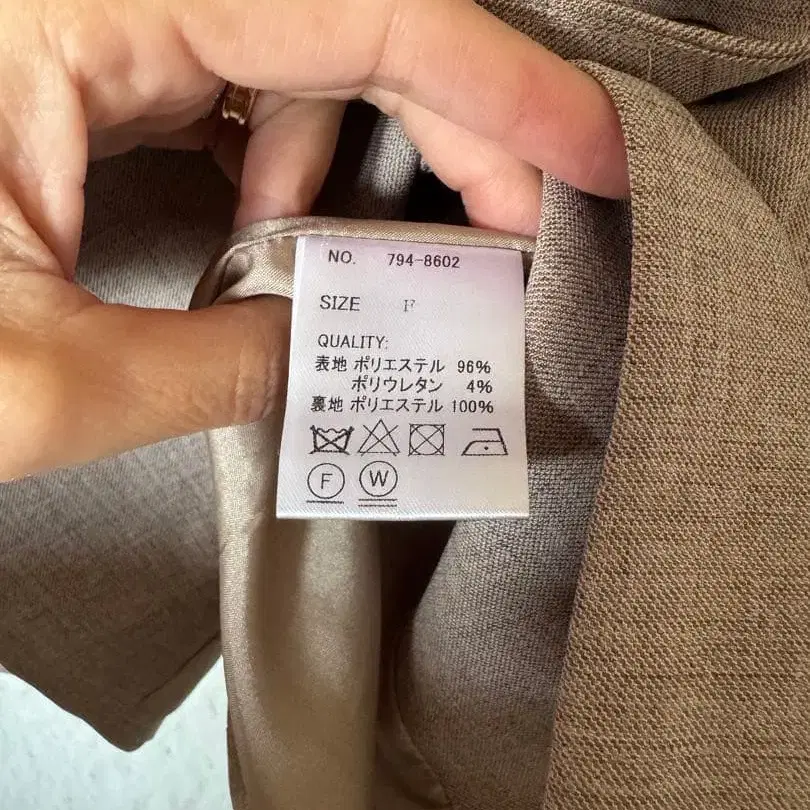 NO. 794-8602
SIZE F
QUALITY:
表地 ポリエステル 96%
ポリウレタン 4%
裏地 ポリエステル 100%
F W